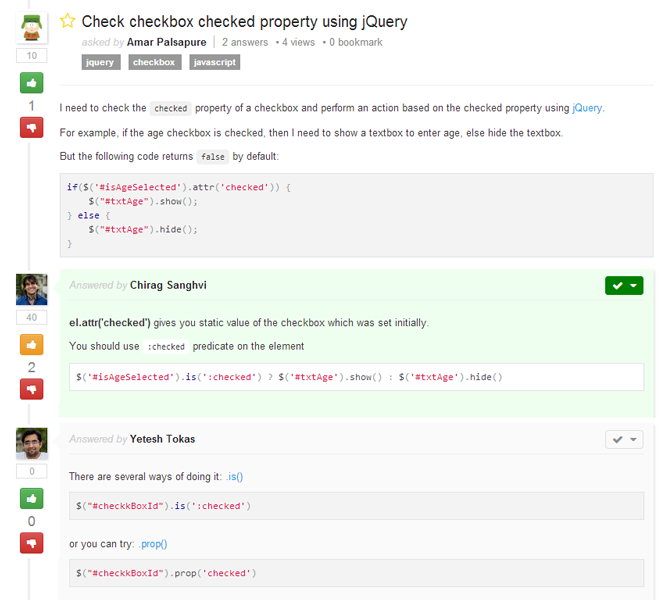 Check checkbox checked property using jQuery
asked by Amar Palsapure | 2 answers • 4 views • 0 bookmark
10
jquery checkbox javascript
1
I need to check the checked property of a checkbox and perform an action based on the checked property using jQuery.
For example, if the age checkbox is checked, then I need to show a textbox to enter age, else hide the textbox.
But the following code returns false by default:
if($('#isAgeSelected').attr('checked')) {
$("#txtAge").show();
} else {
$("#txtAge").hide();
}
Answered by Chirag Sanghvi
40
el.attr('checked') gives you static value of the checkbox which was set initially.
You should use :checked predicate on the element
2
$('#isAgeSelected').is(':checked') ? $('#txtAge').show() : $('#txtAge').hide()
Answered by Yetesh Tokas
0
There are several ways of doing it: .is()
$("#checkkBoxId").is(':checked')
0
or you can try: .prop()
$("#checkkBoxId").prop('checked')